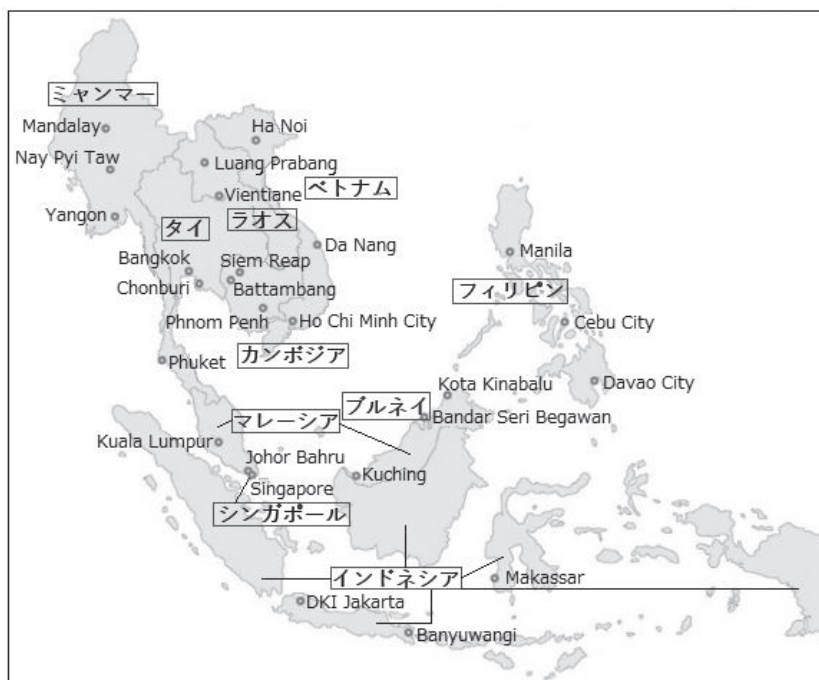 ミャンマー
Mandalay
Ha Noi
Nay Pyi Taw
Luang Prabang
ベトナム
Vientiane
Yangon
タイ
ラオス
Da Nang
Manila
Bangkok
Siem Reap
Chonburi
Battambang
フィリピン
Phnom Penh
Ho Chi Minh City
Cebu City
カンボジア
Phuket
Kota Kinabalu
Davao City
ブルネイ
マレーシア
Bandar Seri Begawan
Kuala Lumpur
Johor Bahru
Kuching
Singapore
シンガポール
インドネシア
Makassar
DKI Jakarta
Banyuwangi